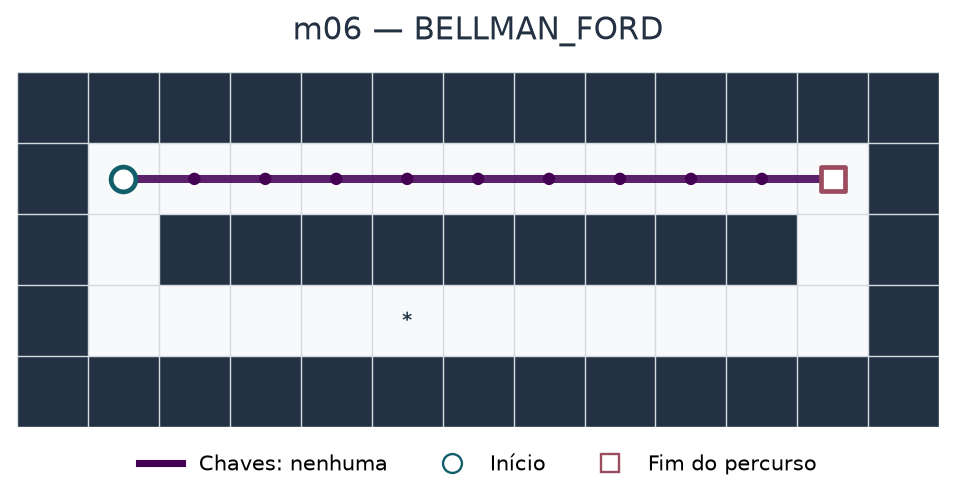 m06 — BELLMAN_FORD
*
Chaves: nenhuma
Início
Fim do percurso